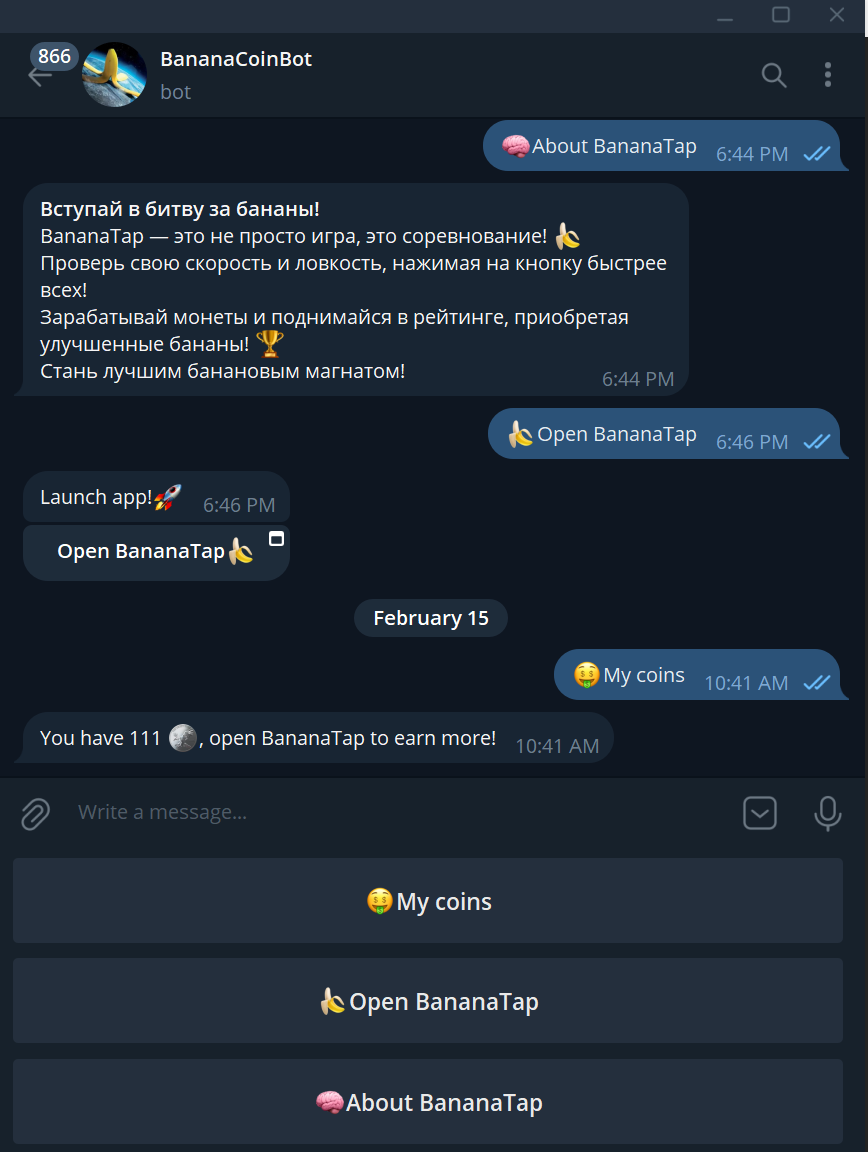 866
BananaCoinBot
bot
🧠About BananaTap 6:44 PM
Вступай в битву за бананы!
BananaTap — это не просто игра, это соревнование! 🍌
Проверь свою скорость и ловкость, нажимая на кнопку быстрее
всех!
Зарабатывай монеты и поднимайся в рейтинге, приобретая
улучшенные бананы! 🏆
Стань лучшим банановым магнатом!
6:44 PM
🍌Open BananaTap 6:46 PM
Launch app!🚀 6:46 PM
Open BananaTap🍌
February 15
🤑My coins 10:41 AM
You have 111 🌕, open BananaTap to earn more! 10:41 AM
Write a message...
🤑My coins
🍌Open BananaTap
🧠About BananaTap